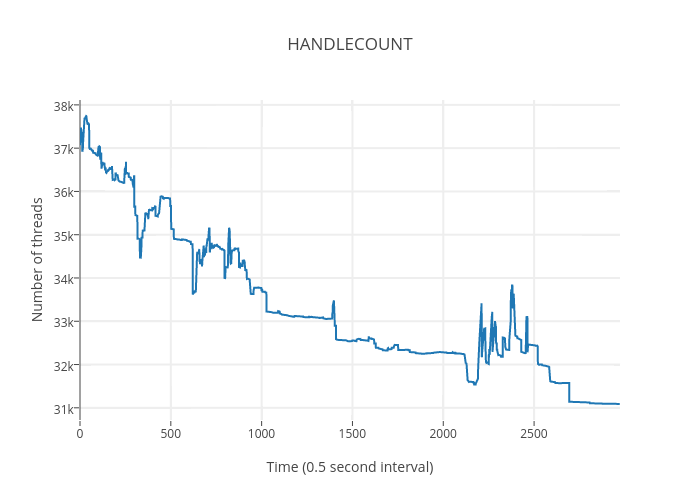 HANDLECOUNT
38k
37k
36k
35k
34k
33k
32k
31k
Number of threads
0 500 1000 1500 2000 2500
Time (0.5 second interval)